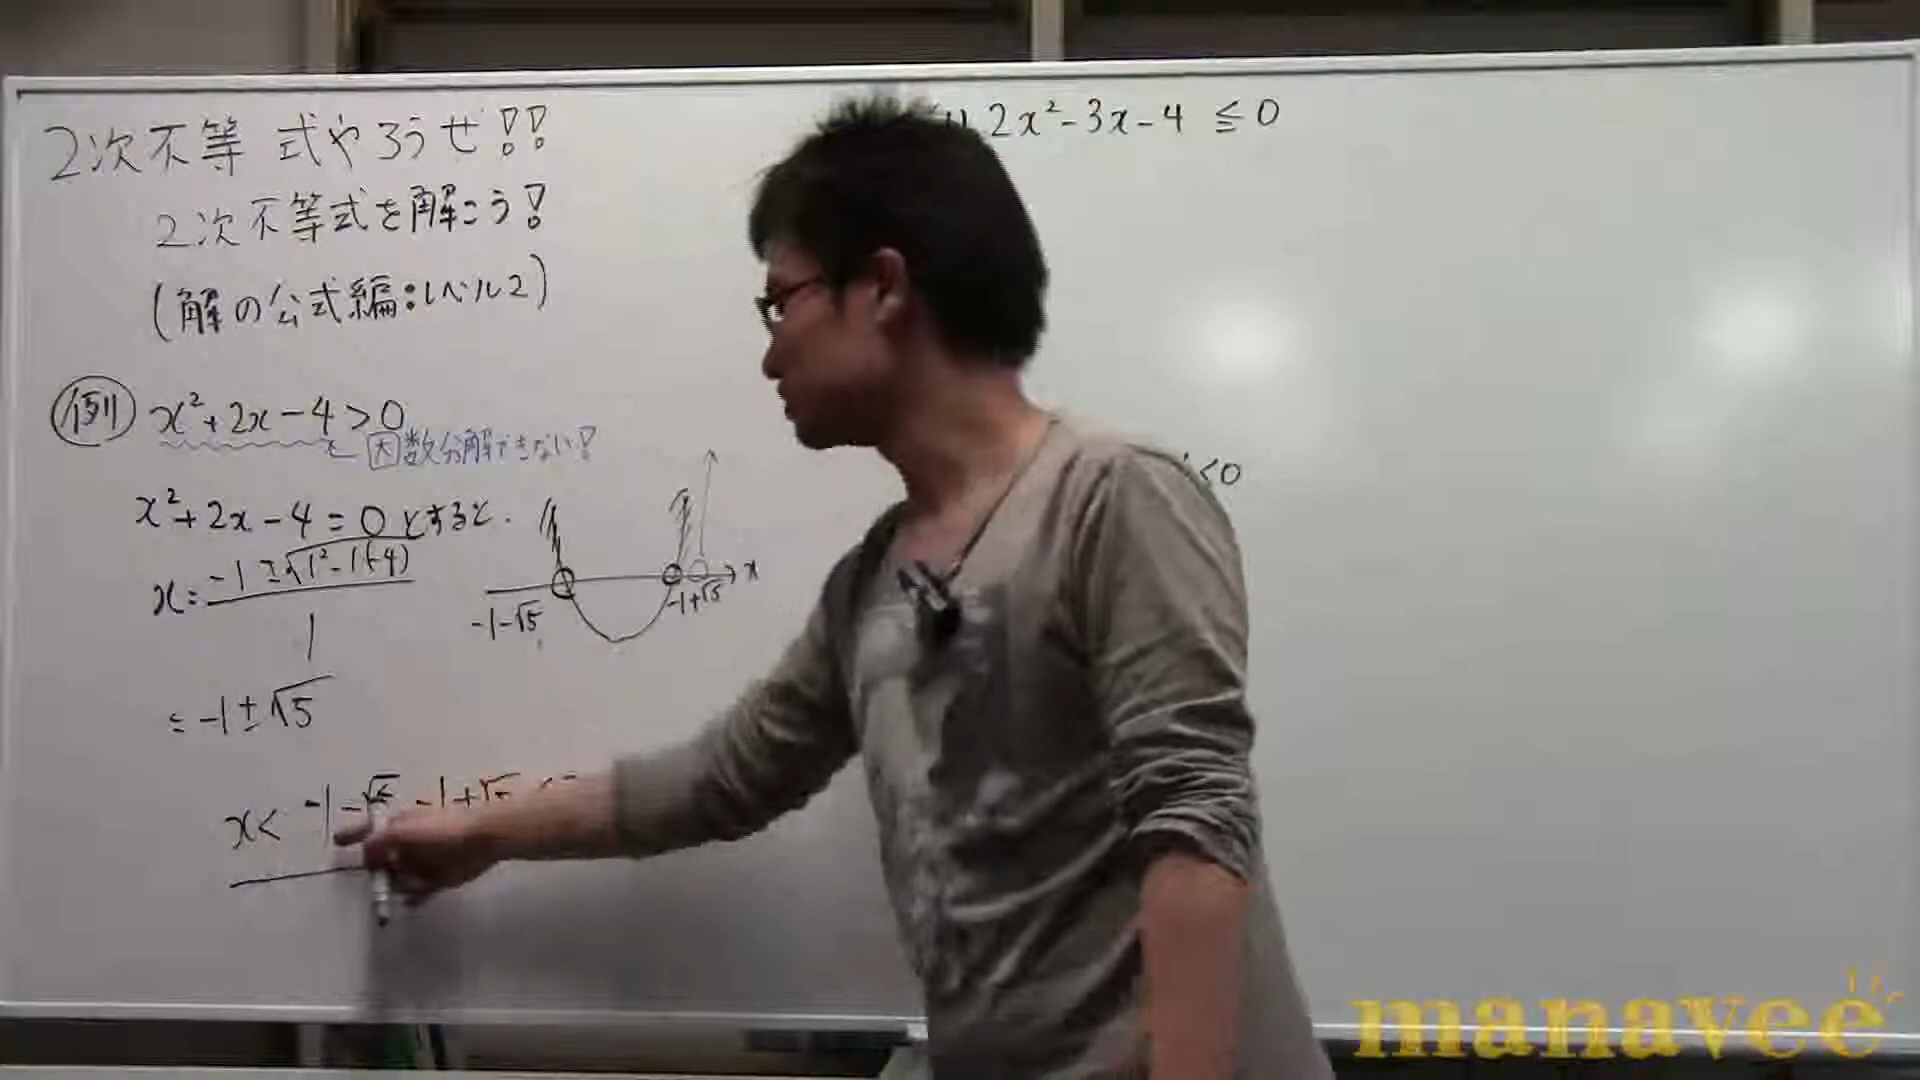 2次不等式やろうぜ!!
2次不等式を解こう!
(解の公式編:レベル2)
例 x²+2x-4>0
因数分解できない!
x²+2x-4=0とすると.
x=(-1±√(1²-1(-4)))/1
=-1±√5
-1-√5
-1+√5
x
x< -1-√5 -1+√5 <
2x²-3x-4 ≦0
<0
manavee